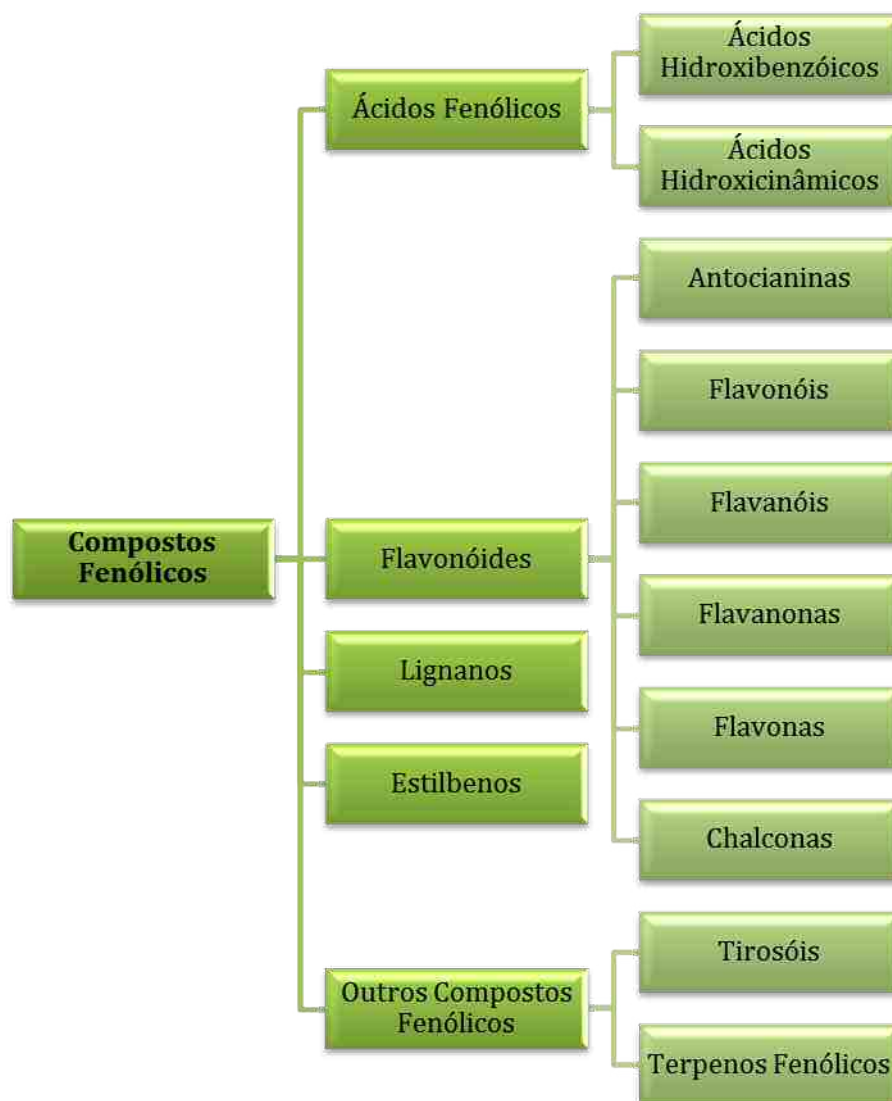 Ácidos
Hidroxibenzóicos
Ácidos Fenólicos
Ácidos
Hidroxicinâmicos
Antocianinas
Flavonóis
Flavanóis
Compostos
Fenólicos
Flavonóides
Flavanonas
Lignanos
Flavonas
Estilbenos
Chalconas
Tirosóis
Outros Compostos
Fenólicos
Terpenos Fenólicos